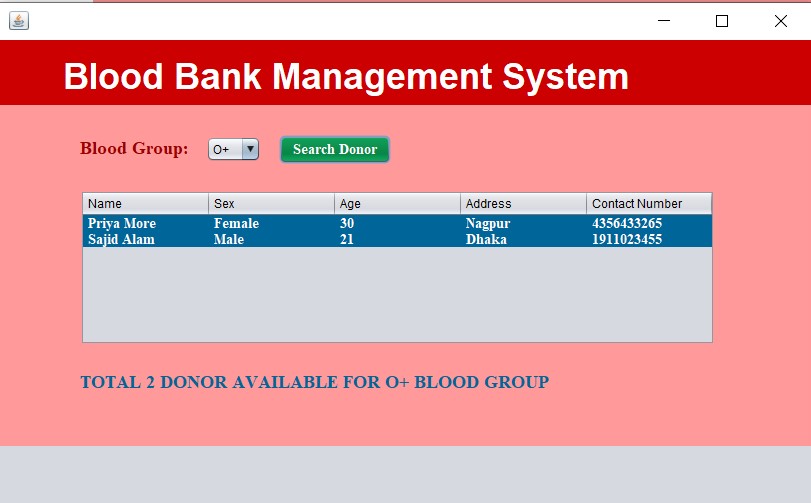 Blood Bank Management System
Blood Group: O+ Search Donor
Name Sex Age Address Contact Number
Priya More Female 30 Nagpur 4356433265
Sajid Alam Male 21 Dhaka 1911023455
TOTAL 2 DONOR AVAILABLE FOR O+ BLOOD GROUP